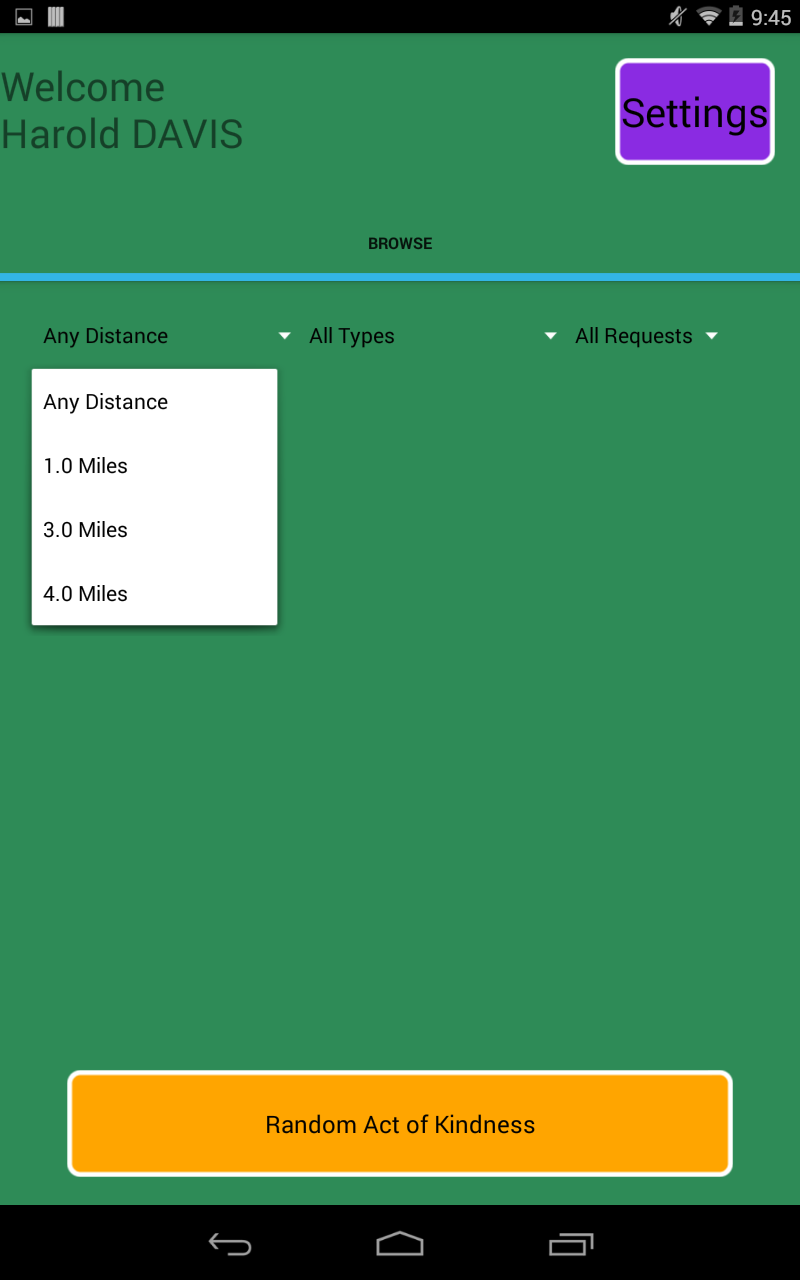 9:45
Welcome
Harold DAVIS
Settings
BROWSE
Any Distance
All Types
All Requests
Any Distance
1.0 Miles
3.0 Miles
4.0 Miles
Random Act of Kindness